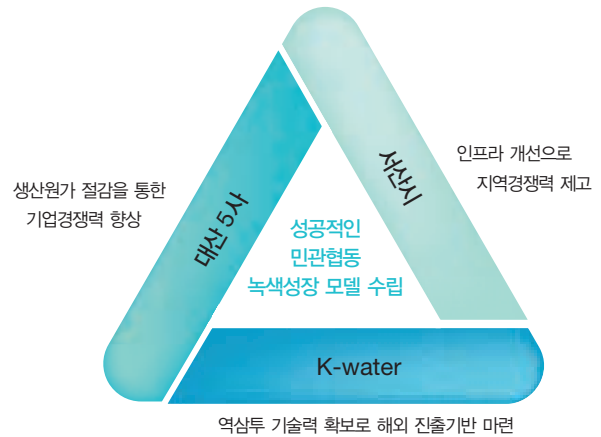 생산원가 절감을 통한
기업경쟁력 향상
대산 5사
서산시
인프라 개선으로
지역경쟁력 제고
성공적인
민관협동
녹색성장 모델 수립
K-water
역삼투 기술력 확보로 해외 진출기반 마련